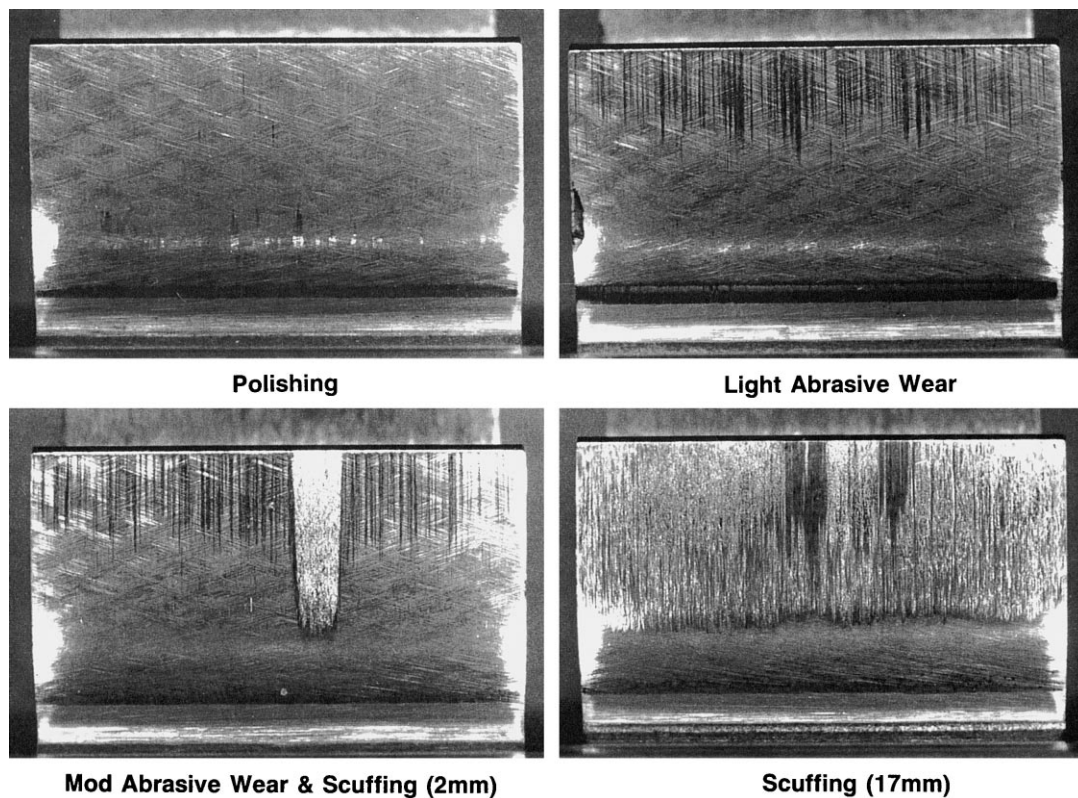 Polishing
Light Abrasive Wear
Mod Abrasive Wear & Scuffing (2mm)
Scuffing (17mm)